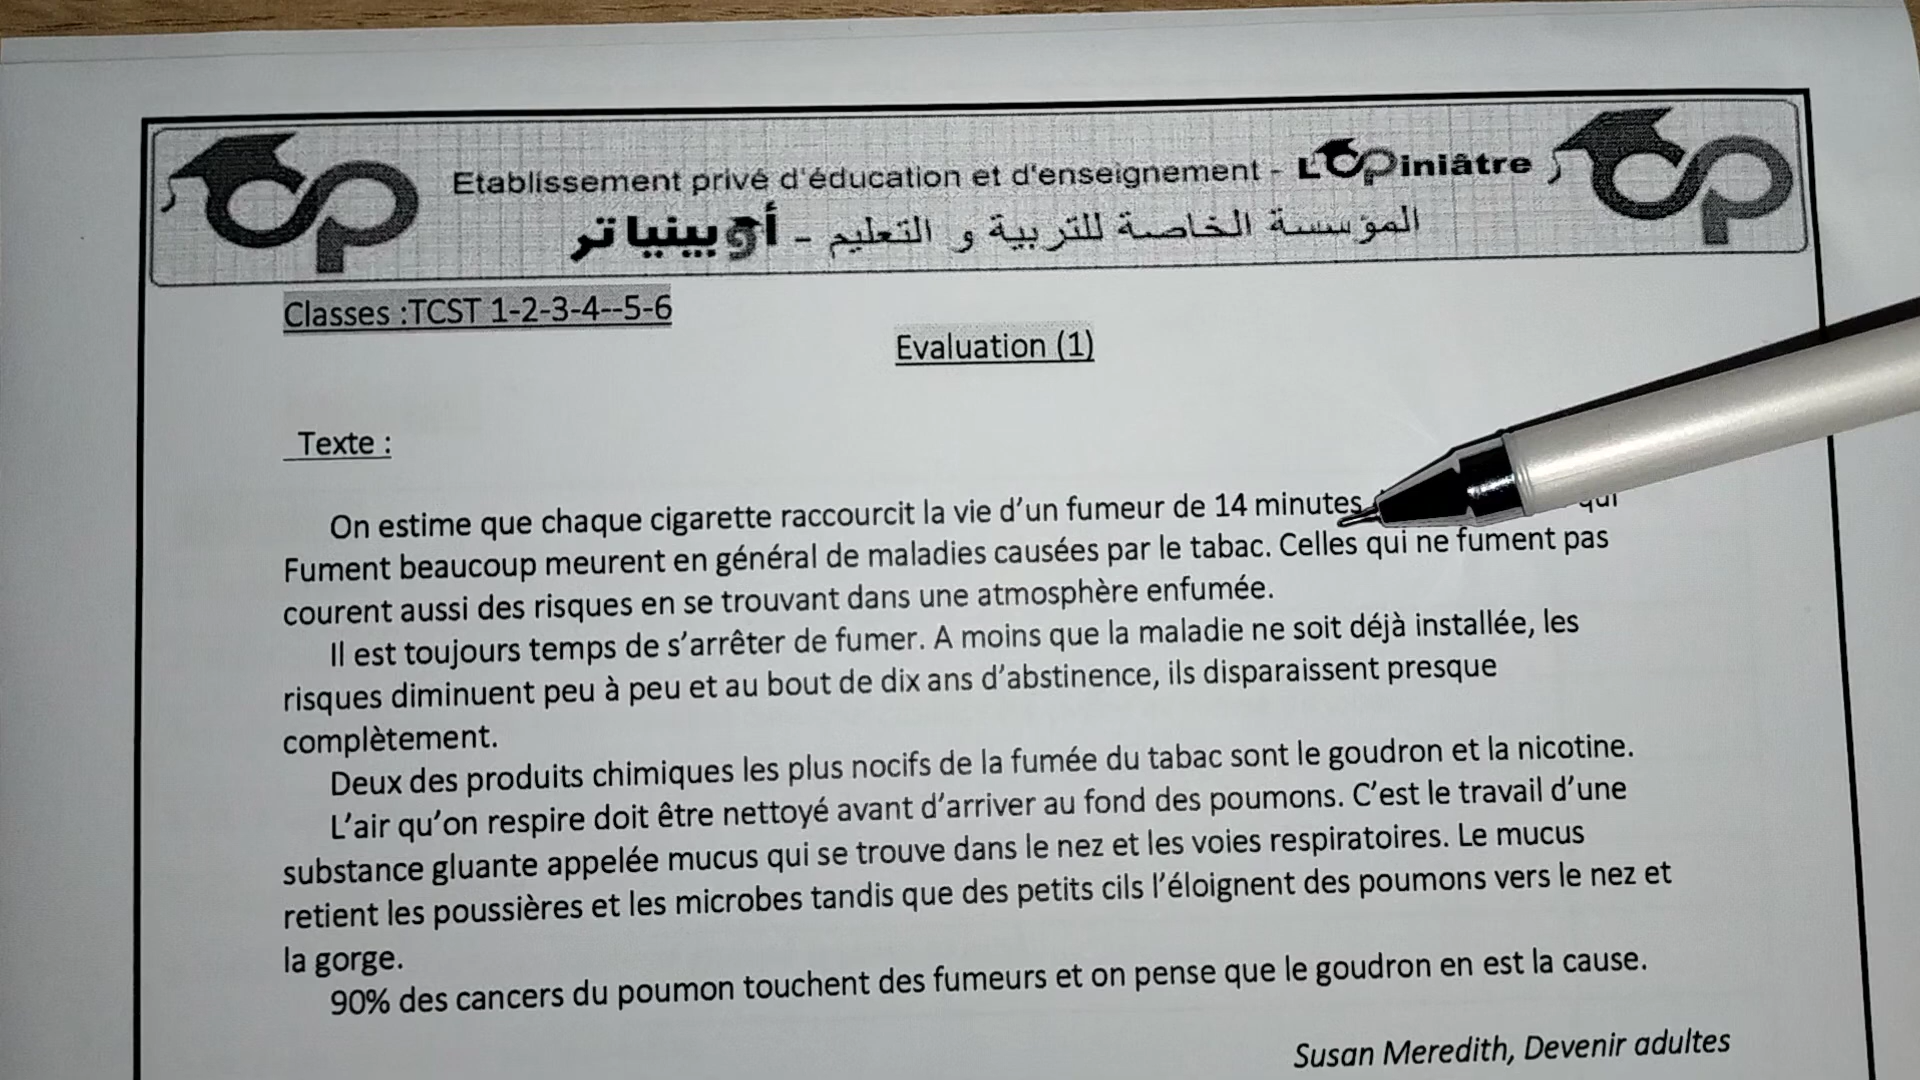 Etablissement privé d'éducation et d'enseignement - L'OPiniâtre
المؤسسة الخاصة للتربية و التعليم - أوبينياتر
Classes :TCST 1-2-3-4--5-6
Evaluation (1)
Texte :
On estime que chaque cigarette raccourcit la vie d'un fumeur de 14 minutes qui
Fument beaucoup meurent en général de maladies causées par le tabac. Celles qui ne fument pas
courent aussi des risques en se trouvant dans une atmosphère enfumée.
Il est toujours temps de s'arrêter de fumer. A moins que la maladie ne soit déjà installée, les
risques diminuent peu à peu et au bout de dix ans d'abstinence, ils disparaissent presque
complètement.
Deux des produits chimiques les plus nocifs de la fumée du tabac sont le goudron et la nicotine.
L'air qu'on respire doit être nettoyé avant d'arriver au fond des poumons. C'est le travail d'une
substance gluante appelée mucus qui se trouve dans le nez et les voies respiratoires. Le mucus
retient les poussières et les microbes tandis que des petits cils l'éloignent des poumons vers le nez et
la gorge.
90% des cancers du poumon touchent des fumeurs et on pense que le goudron en est la cause.
Susan Meredith, Devenir adultes